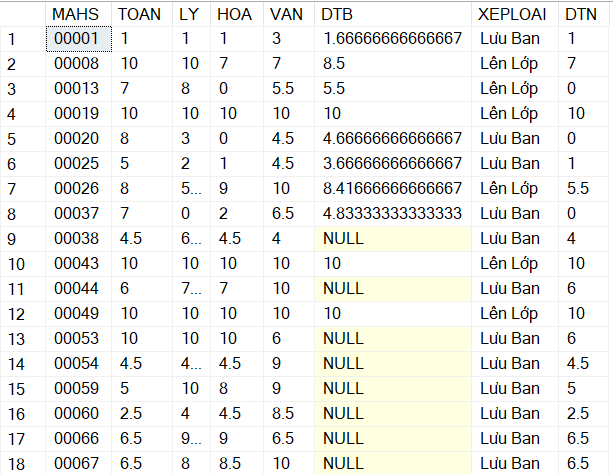 MAHS TOAN LY HOA VAN DTB XEPLOAI DTN
1 00001 1 1 1 3 1.66666666666667 Lưu Ban 1
2 00008 10 10 7 7 8.5 Lên Lớp 7
3 00013 7 8 0 5.5 5.5 Lên Lớp 0
4 00019 10 10 10 10 10 Lên Lớp 10
5 00020 8 3 0 4.5 4.66666666666667 Lưu Ban 0
6 00025 5 2 1 4.5 3.66666666666667 Lưu Ban 1
7 00026 8 5... 9 10 8.41666666666667 Lên Lớp 5.5
8 00037 7 0 2 6.5 4.83333333333333 Lưu Ban 0
9 00038 4.5 6... 4.5 4 NULL Lưu Ban 4
10 00043 10 10 10 10 10 Lên Lớp 10
11 00044 6 7... 7 10 NULL Lưu Ban 6
12 00049 10 10 10 10 10 Lên Lớp 10
13 00053 10 10 10 6 NULL Lưu Ban 6
14 00054 4.5 4... 4.5 9 NULL Lưu Ban 4.5
15 00059 5 10 8 9 NULL Lưu Ban 5
16 00060 2.5 4 4.5 8.5 NULL Lưu Ban 2.5
17 00066 6.5 9... 9 6.5 NULL Lưu Ban 6.5
18 00067 6.5 8 8.5 10 NULL Lưu Ban 6.5